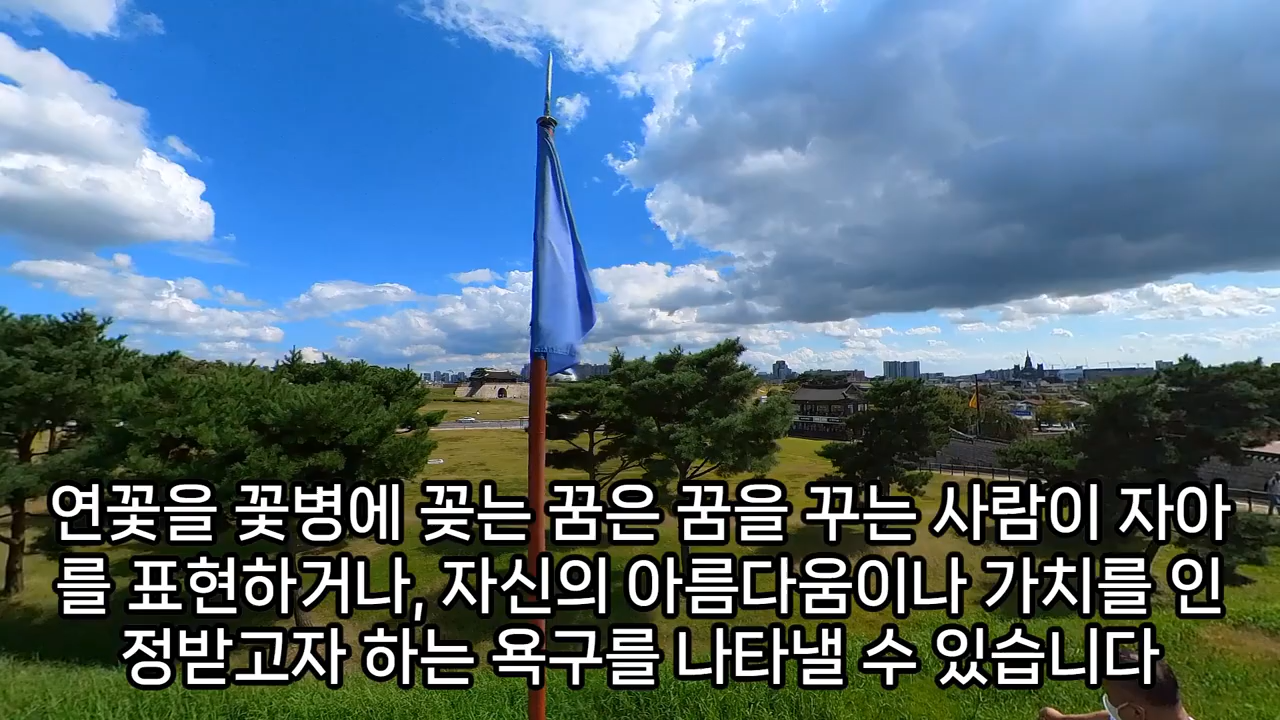 연꽃을 꽃병에 꽂는 꿈은 꿈을 꾸는 사람이 자아
를 표현하거나, 자신의 아름다움이나 가치를 인
정받고자 하는 욕구를 나타낼 수 있습니다